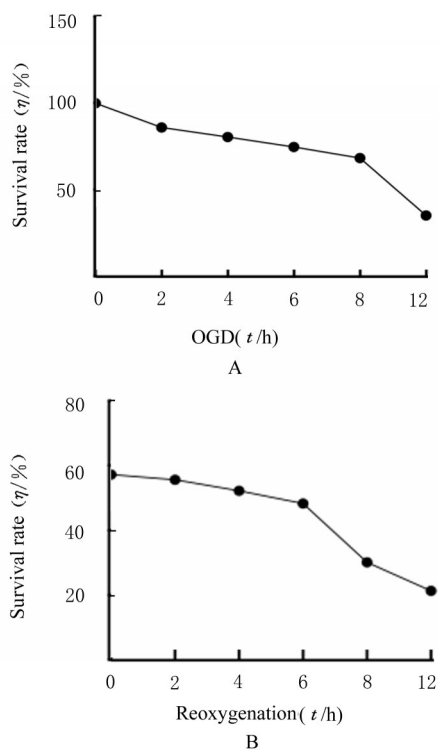 150
100
50
Survival rate (η/%)
0 2 4 6 8 12
OGD( t /h)
A
80
60
40
20
Survival rate (η/%)
0 2 4 6 8 12
Reoxygenation( t /h)
B